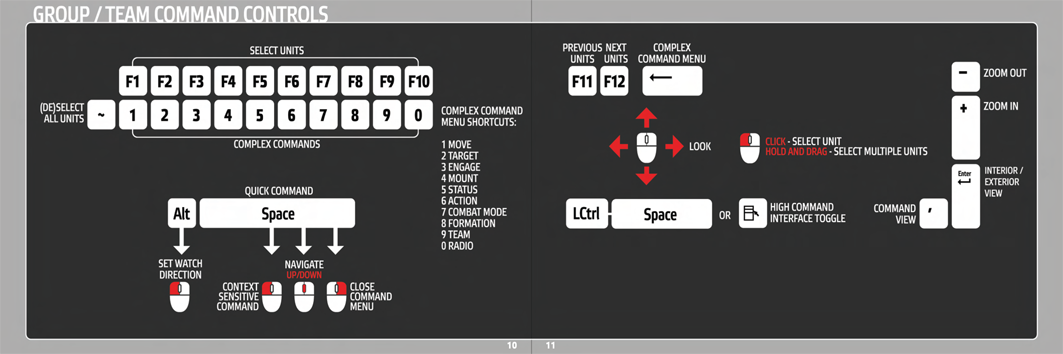 GROUP / TEAM COMMAND CONTROLS
SELECT UNITS
F1 F2 F3 F4 F5 F6 F7 F8 F9 F10
(DE)SELECT
ALL UNITS
~ 1 2 3 4 5 6 7 8 9 0
COMPLEX COMMANDS
COMPLEX COMMAND
MENU SHORTCUTS:
1 MOVE
2 TARGET
3 ENGAGE
4 MOUNT
5 STATUS
6 ACTION
7 COMBAT MODE
8 FORMATION
9 TEAM
0 RADIO
QUICK COMMAND
Alt Space
SET WATCH
DIRECTION
NAVIGATE
UP/DOWN
CONTEXT
SENSITIVE
COMMAND
CLOSE
COMMAND
MENU
10
PREVIOUS
UNITS
NEXT
UNITS
COMPLEX
COMMAND MENU
F11 F12 ←
LOOK
CLICK - SELECT UNIT
HOLD AND DRAG - SELECT MULTIPLE UNITS
LCtrl Space OR
HIGH COMMAND
INTERFACE TOGGLE
- ZOOM OUT
+ ZOOM IN
Enter
INTERIOR /
EXTERIOR
VIEW
COMMAND
VIEW
,
11